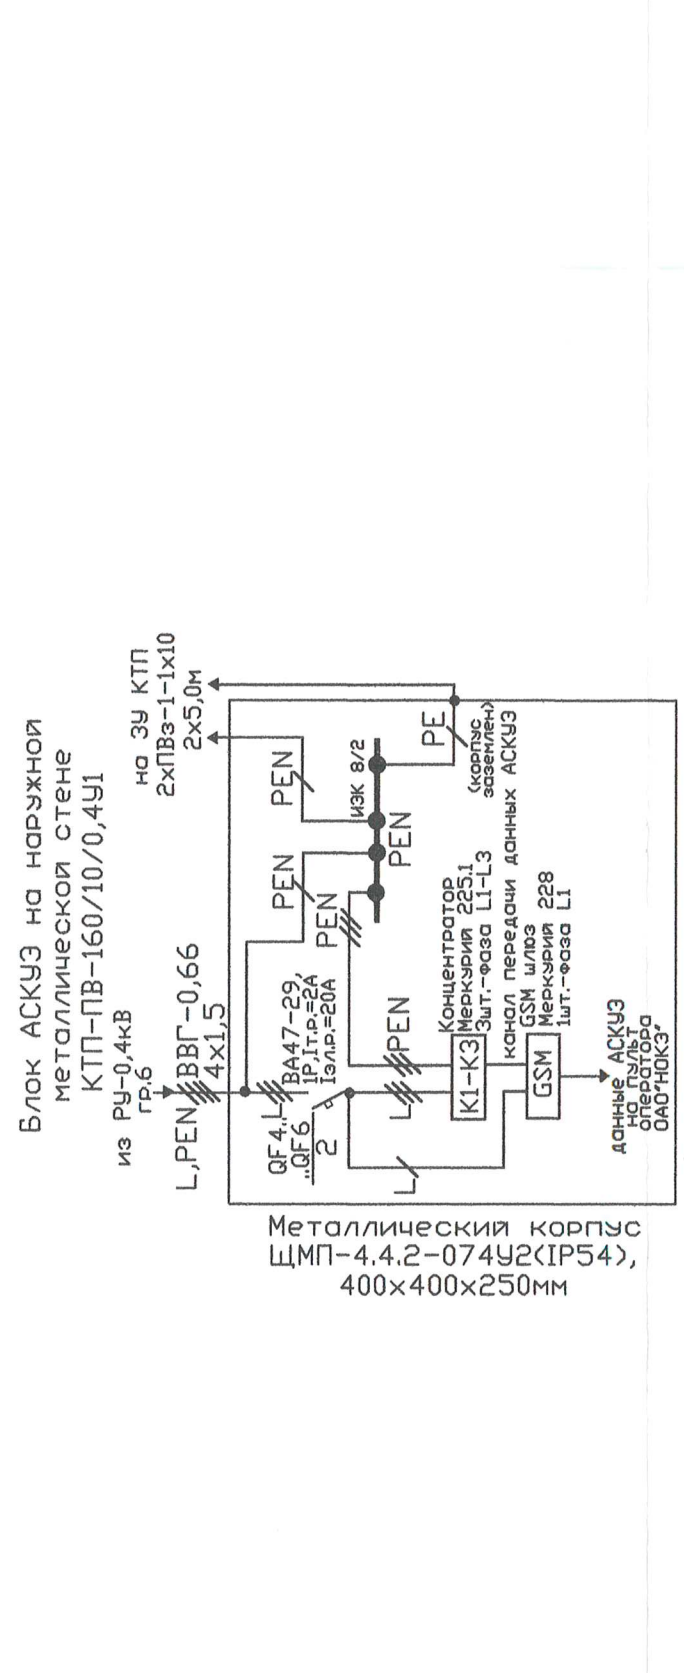 Блок АСКУЭ на наружной
металлической стене
КТП-ПВ-160/10/0,4У1
из РУ-0,4кВ
гр.6
на ЗУ КТП
2хПВз-1-1х10
2х5,0м
L,PEN
ВВГ-0,66
4х1,5
QF4..
..QF6
2
L
ВА47-29,
1P,Iт.р.=2А
Iэл.р.=20А
PEN
PEN
PEN
ИЭК 8/2
PEN
PE
(корпус
заземлен)
L
L
PEN
К1-К3
Концентратор
Меркурий 225.1
3шт.-фаза L1-L3
канал передачи данных АСКУЭ
GSM
GSM шлюз
Меркурий 228
1шт.-фаза L1
данные АСКУЭ
на пульт
оператора
ОАО"НОКЭ"
Металлический корпус
ЩМП-4.4.2-074У2(IP54),
400х400х250мм